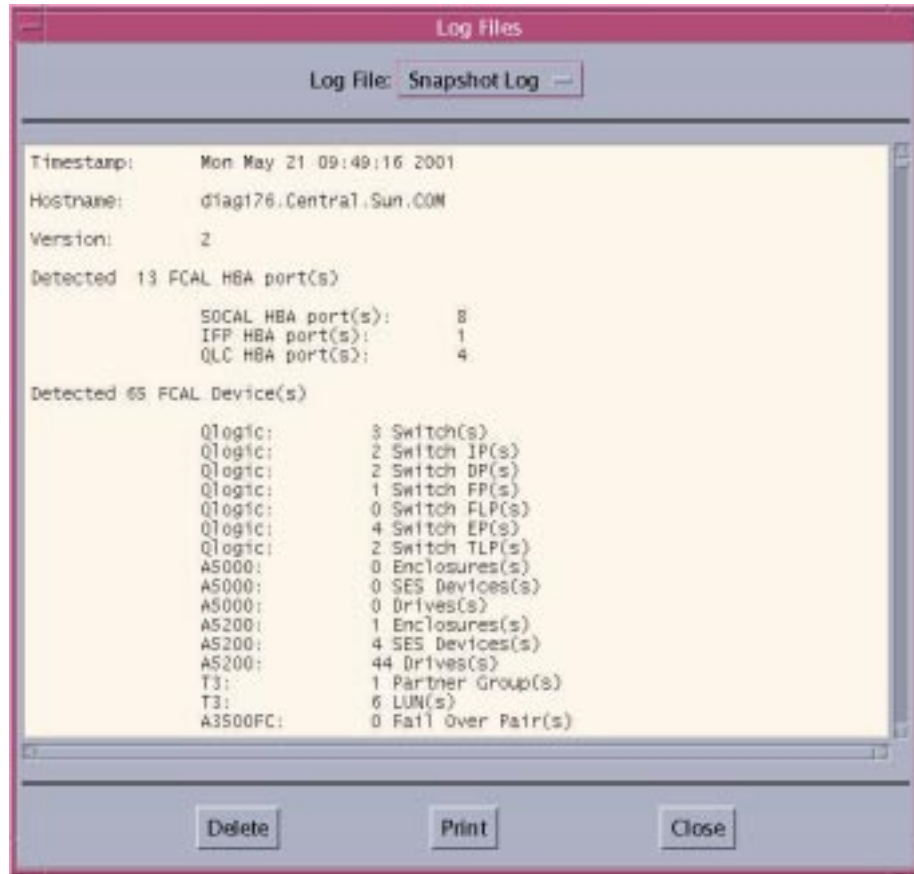 Log Files
Log File: Snapshot Log
Timestamp: Mon May 21 09:49:16 2001
Hostname: diag176.Central.Sun.COM
Version: 2
Detected 13 FCAL HBA port(s)
SOCAL HBA port(s): 8
IFP HBA port(s): 1
QLC HBA port(s): 4
Detected 65 FCAL Device(s)
Qlogic: 3 Switch(s)
Qlogic: 2 Switch IP(s)
Qlogic: 2 Switch DP(s)
Qlogic: 1 Switch FP(s)
Qlogic: 0 Switch FLP(s)
Qlogic: 4 Switch EP(s)
Qlogic: 2 Switch TLP(s)
A5000: 0 Enclosures(s)
A5000: 0 SES Devices(s)
A5000: 0 Drives(s)
A5200: 1 Enclosures(s)
A5200: 4 SES Devices(s)
A5200: 44 Drives(s)
T3: 1 Partner Group(s)
T3: 6 LUN(s)
A3500FC: 0 Fail Over Pair(s)
Delete Print Close